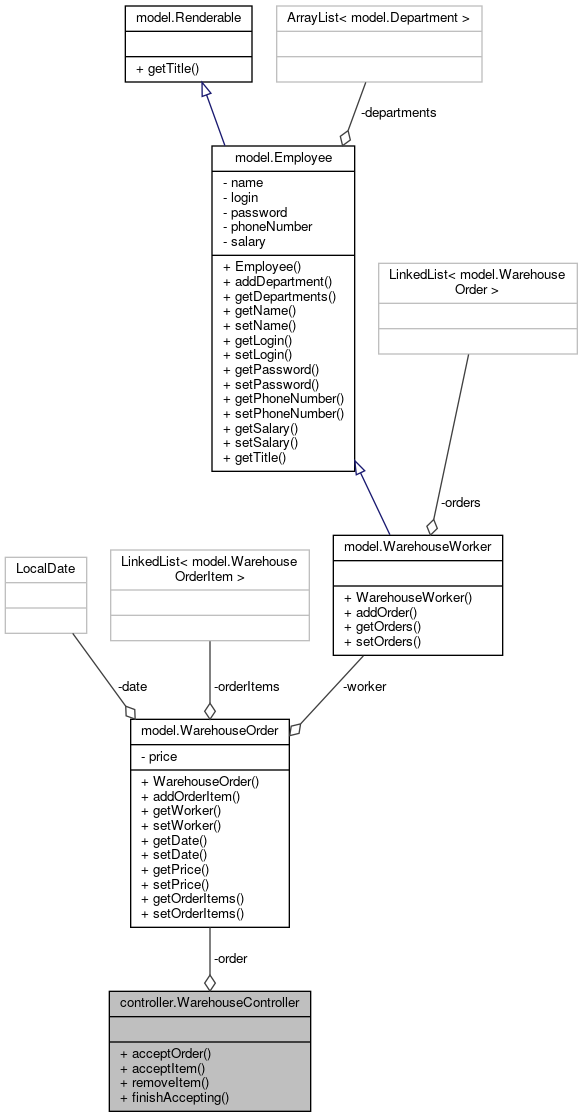 model.Renderable
+ getTitle()
ArrayList< model.Department >
-departments
model.Employee
- name
- login
- password
- phoneNumber
- salary
+ Employee()
+ addDepartment()
+ getDepartments()
+ getName()
+ setName()
+ getLogin()
+ setLogin()
+ getPassword()
+ setPassword()
+ getPhoneNumber()
+ setPhoneNumber()
+ getSalary()
+ setSalary()
+ getTitle()
LinkedList< model.Warehouse
Order >
-orders
model.WarehouseWorker
+ WarehouseWorker()
+ addOrder()
+ getOrders()
+ setOrders()
LocalDate
LinkedList< model.Warehouse
OrderItem >
-date
-orderItems
-worker
model.WarehouseOrder
- price
+ WarehouseOrder()
+ addOrderItem()
+ getWorker()
+ setWorker()
+ getDate()
+ setDate()
+ getPrice()
+ setPrice()
+ getOrderItems()
+ setOrderItems()
-order
controller.WarehouseController
+ acceptOrder()
+ acceptItem()
+ removeItem()
+ finishAccepting()